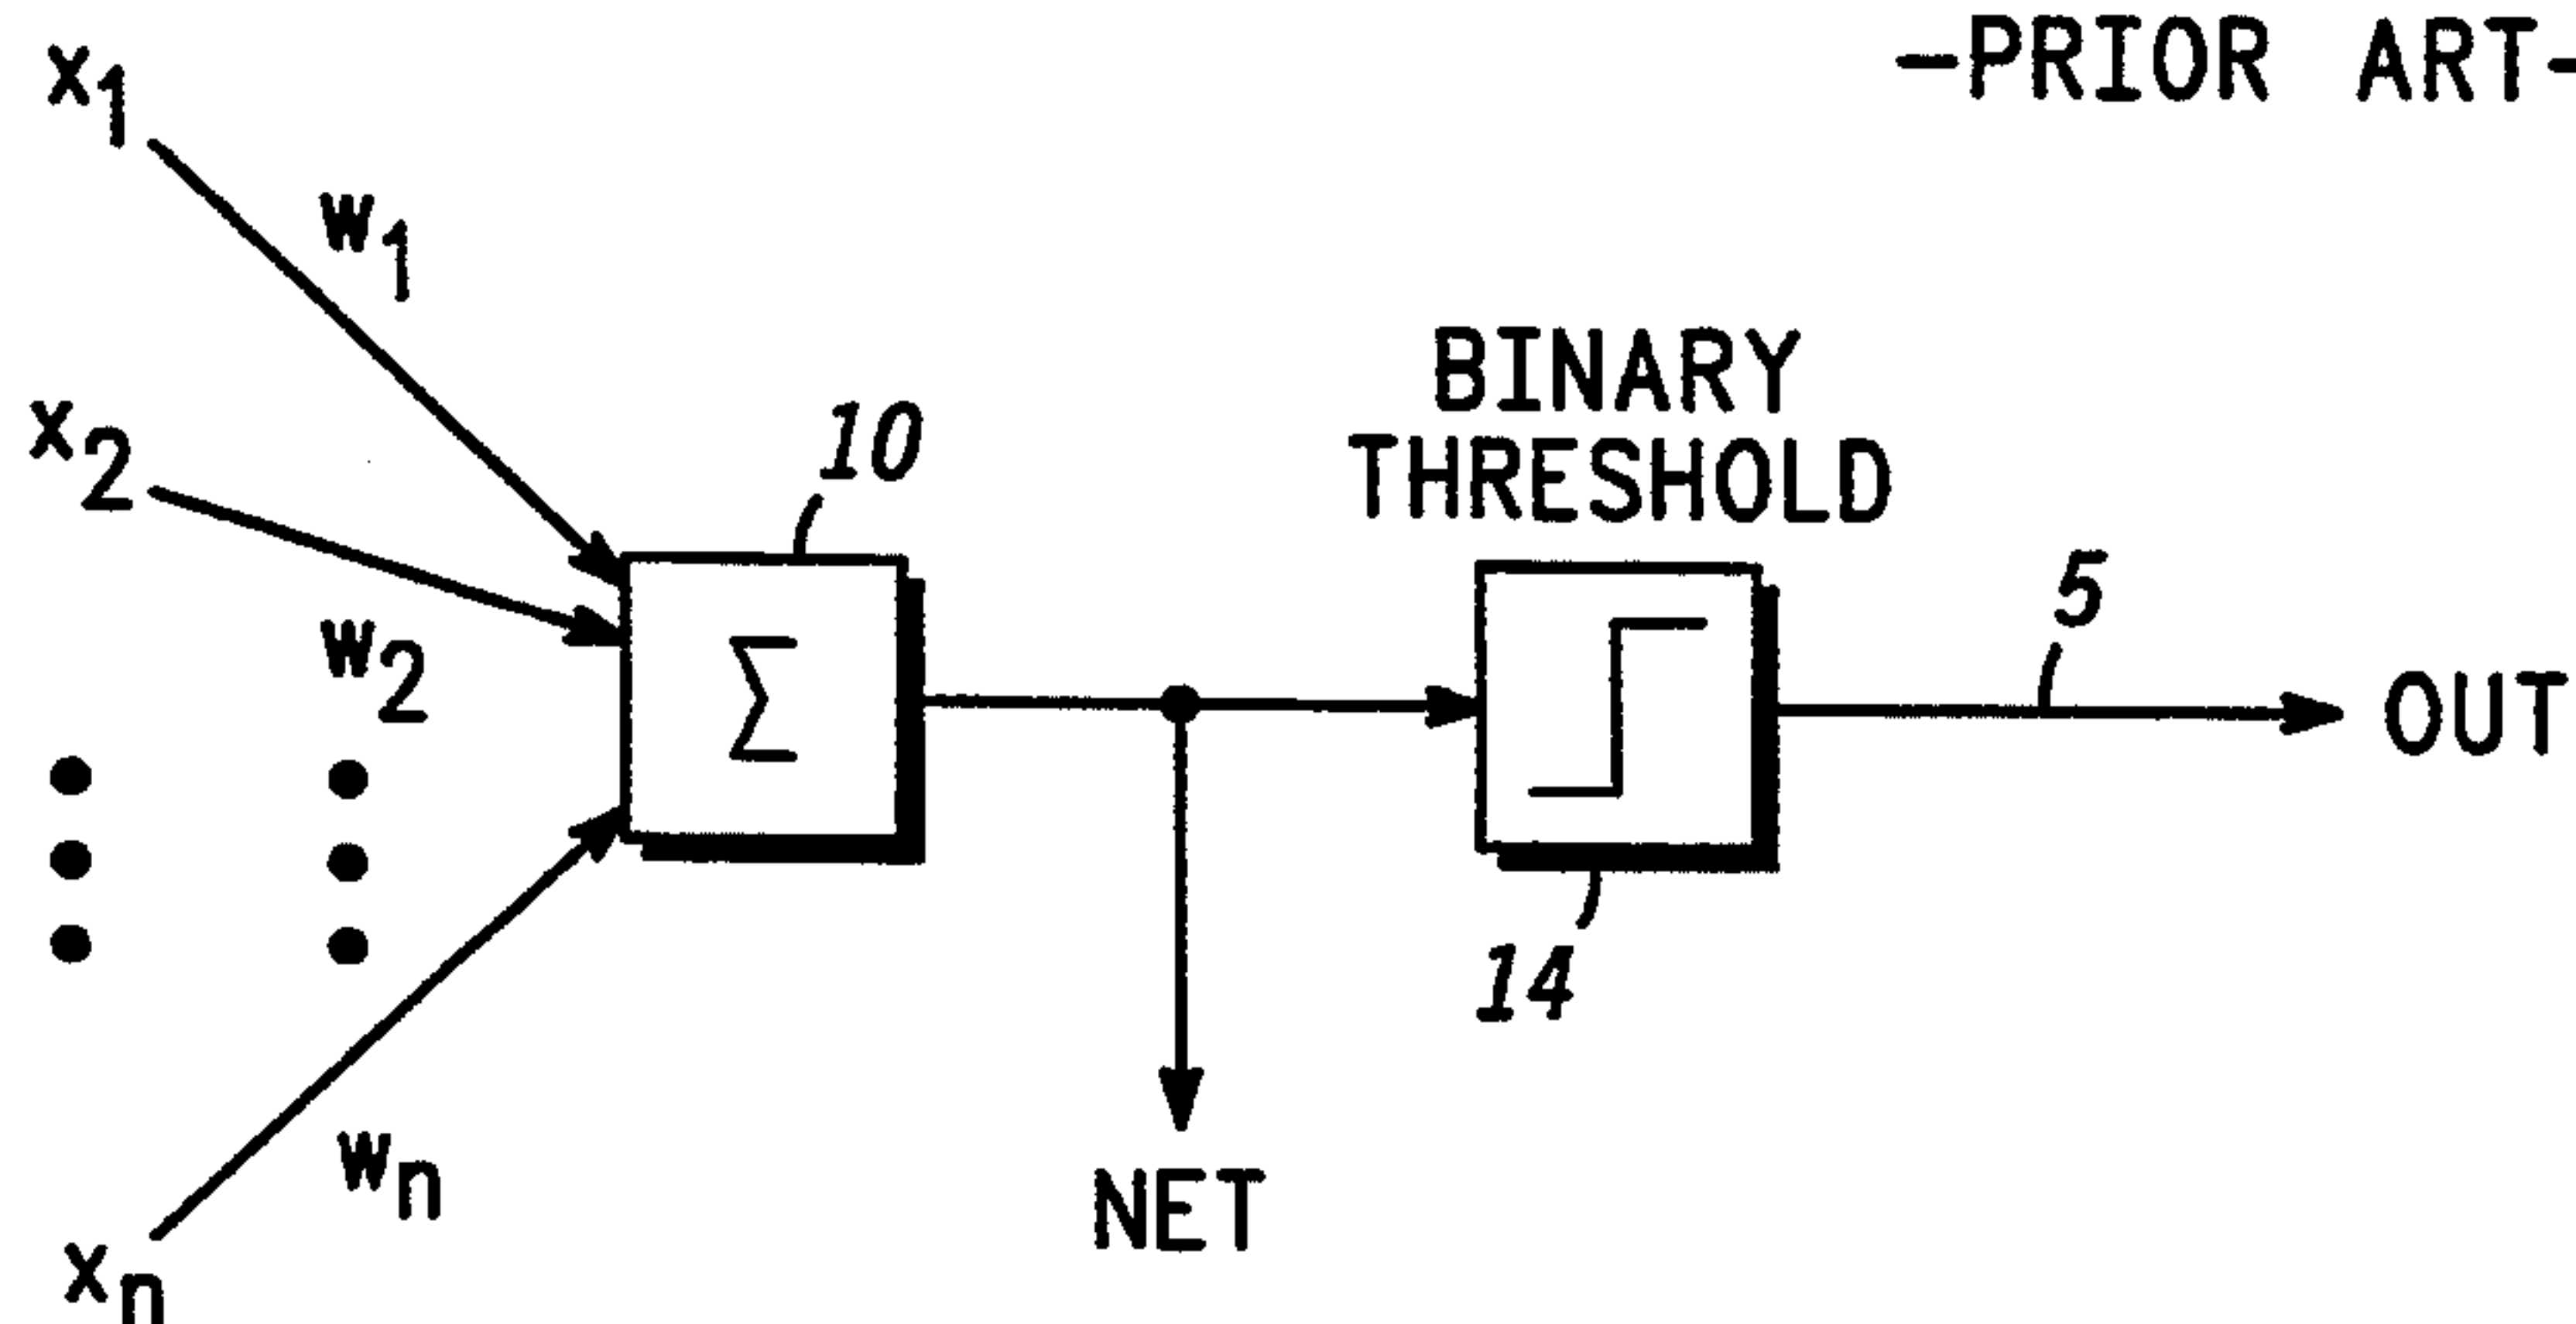 -PRIOR ART-
x1
w1
BINARY
THRESHOLD
x2
10
5
w2
Σ
OUT
14
wn
NET
xn